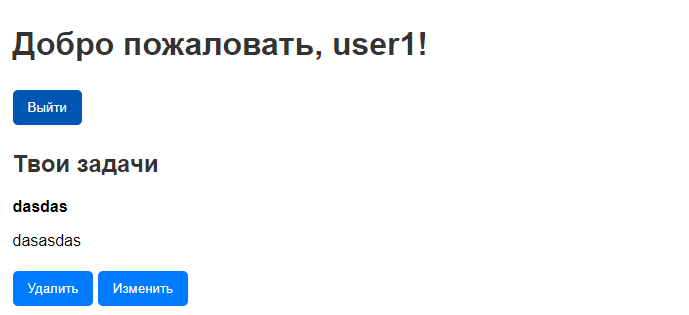 Добро пожаловать, user1!
Выйти
Твои задачи
dasdas
dasasdas
Удалить Изменить